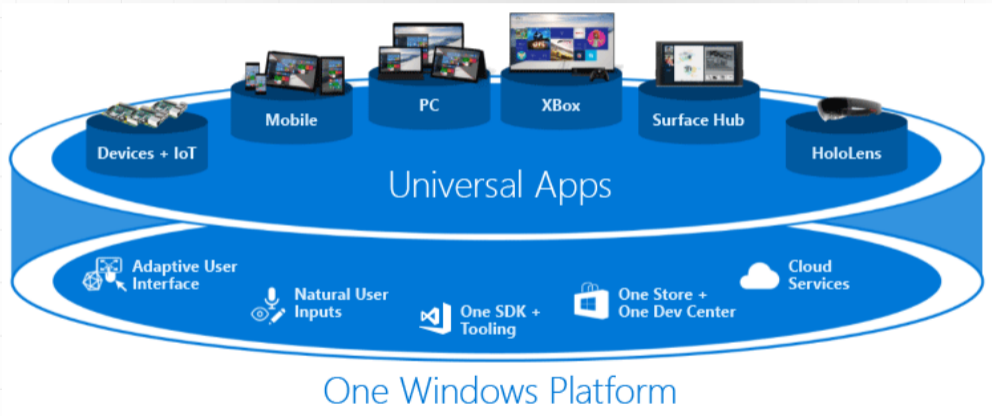 Devices + IoT
Mobile
PC
XBox
Surface Hub
HoloLens
Universal Apps
Adaptive User
Interface
Natural User
Inputs
One SDK +
Tooling
One Store +
One Dev Center
Cloud
Services
One Windows Platform